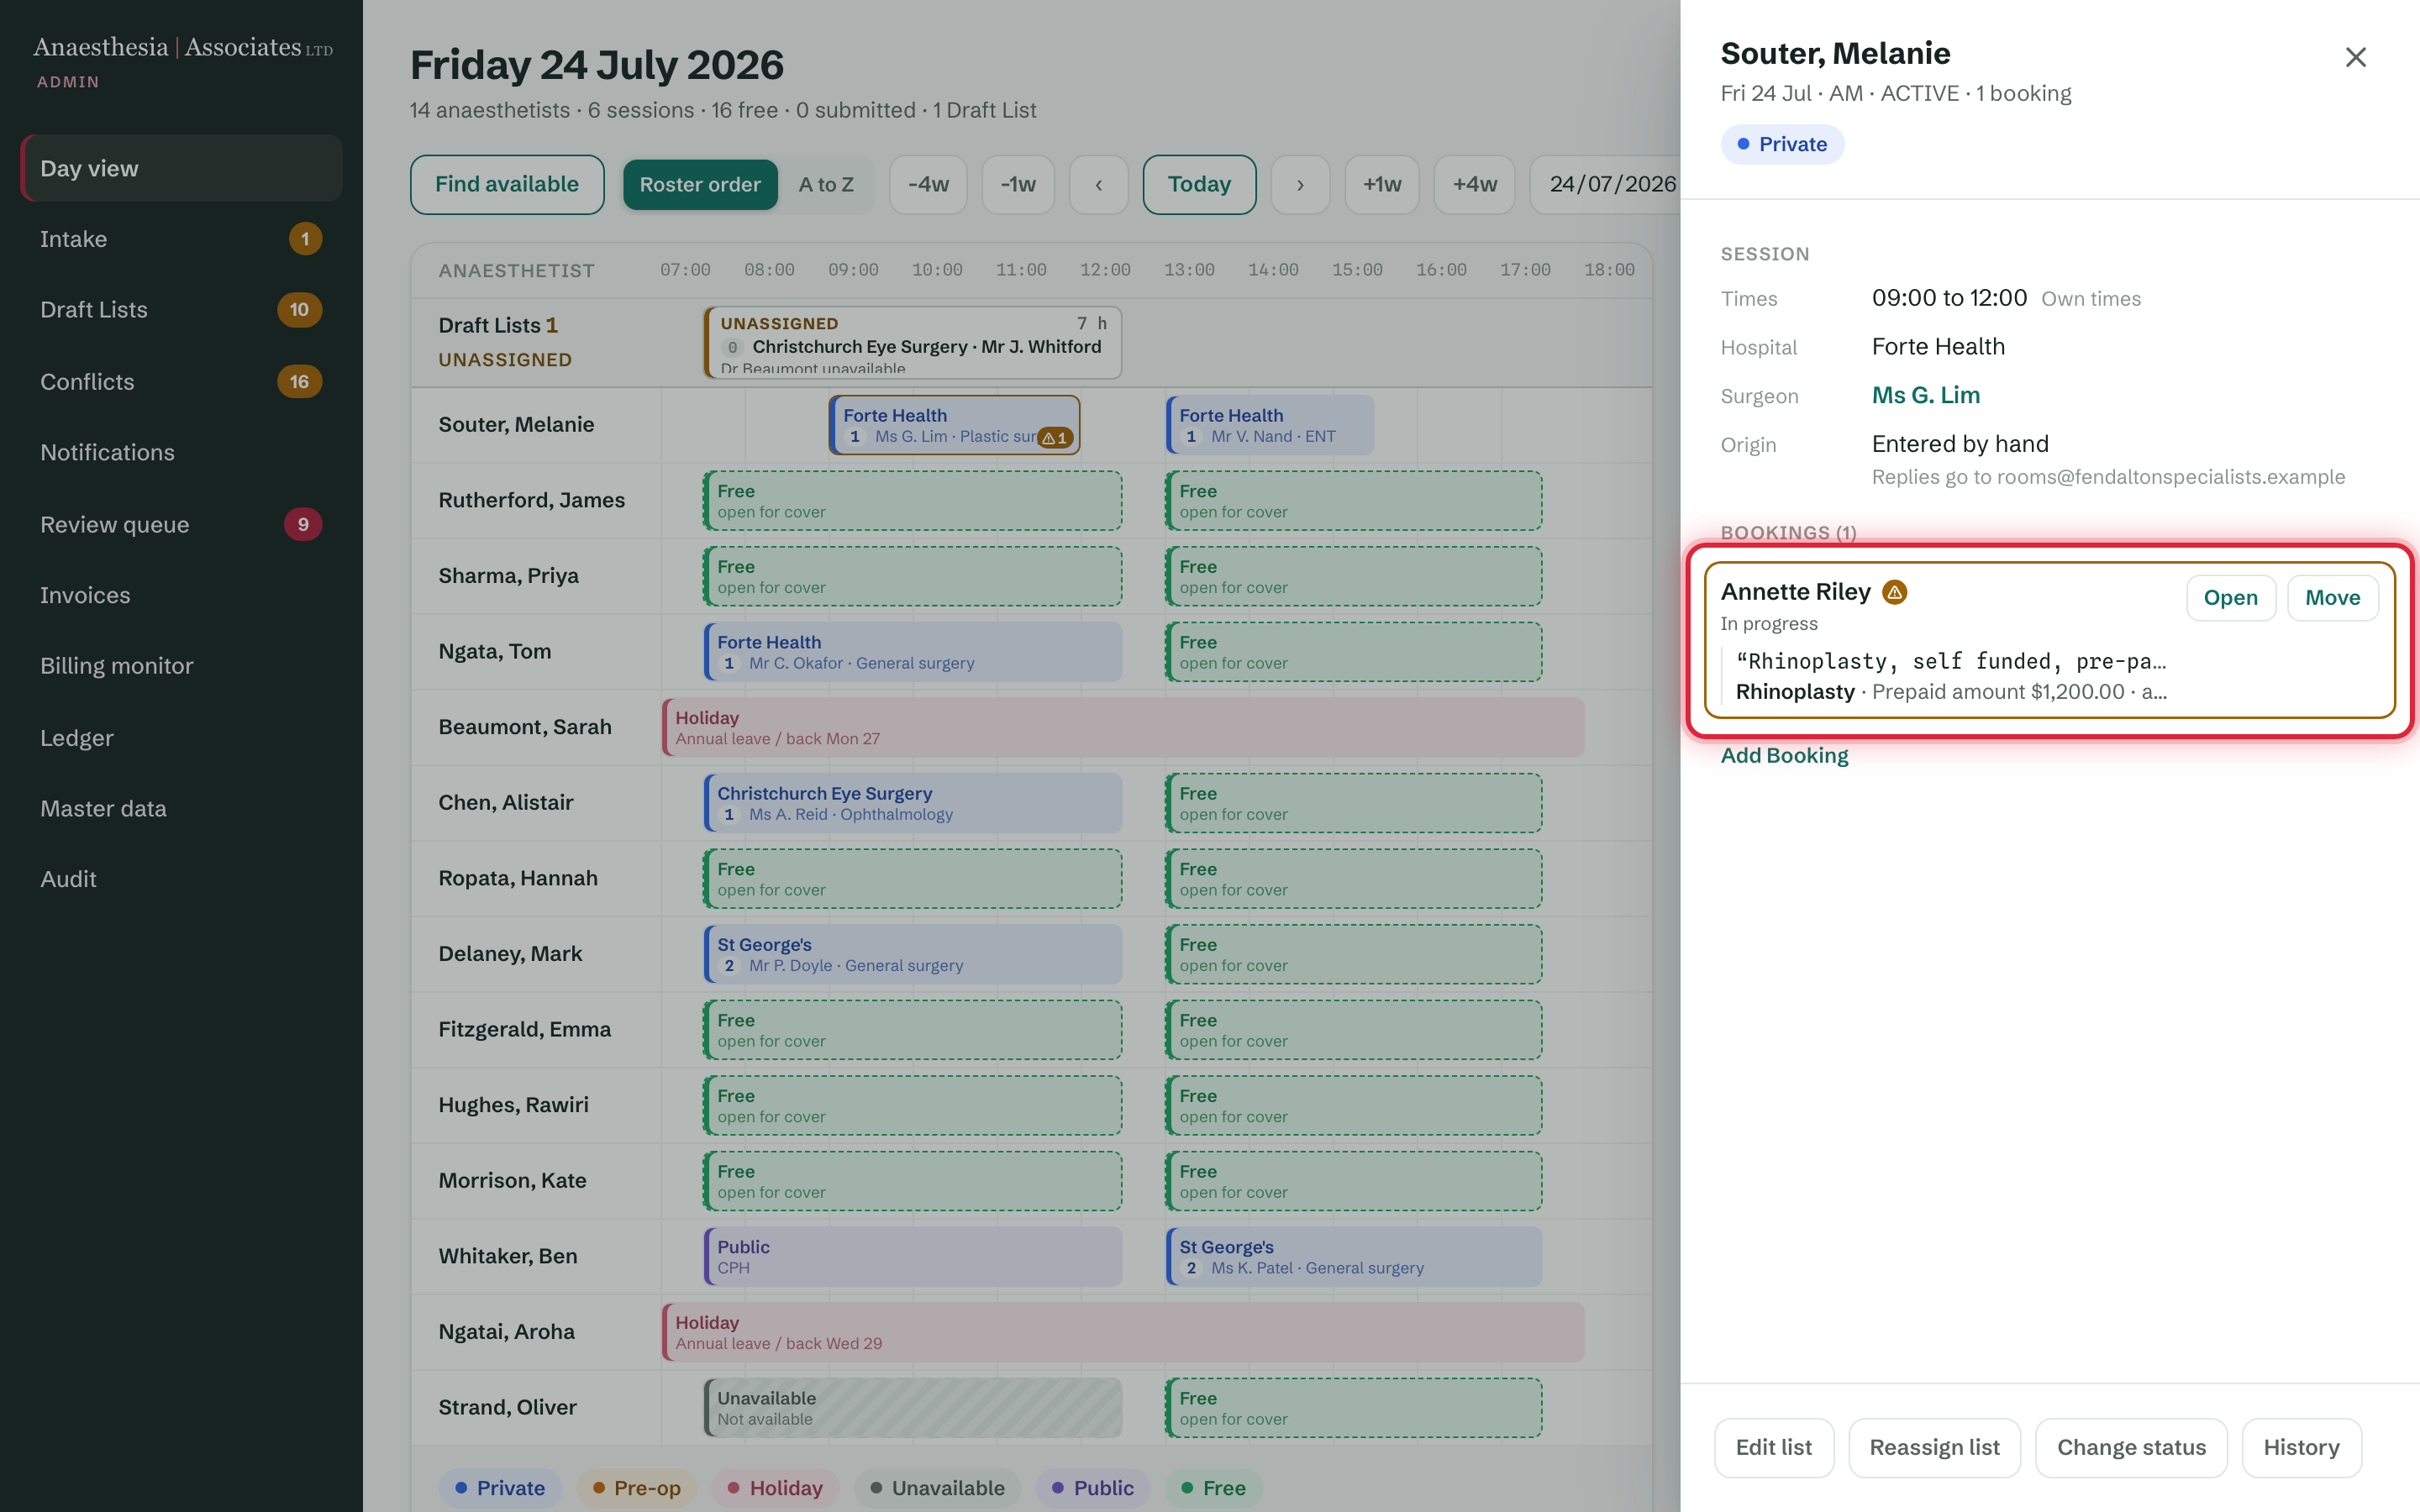 Anaesthesia | Associates LTD
ADMIN
Day view
Intake 1
Draft Lists 10
Conflicts 16
Notifications
Review queue 9
Invoices
Billing monitor
Ledger
Master data
Audit
Friday 24 July 2026
14 anaesthetists · 6 sessions · 16 free · 0 submitted · 1 Draft List
Find available Roster order A to Z -4w -1w ‹ Today › +1w +4w 24/07/2026
ANAESTHETIST 07:00 08:00 09:00 10:00 11:00 12:00 13:00 14:00 15:00 16:00 17:00 18:00
Draft Lists 1
UNASSIGNED
UNASSIGNED 7 h
0 Christchurch Eye Surgery · Mr J. Whitford
Dr Beaumont unavailable
Souter, Melanie
Forte Health
1 Ms G. Lim · Plastic sur 1
Forte Health
1 Mr V. Nand · ENT
Rutherford, James
Free
open for cover
Free
open for cover
Sharma, Priya
Free
open for cover
Free
open for cover
Ngata, Tom
Forte Health
1 Mr C. Okafor · General surgery
Free
open for cover
Beaumont, Sarah
Holiday
Annual leave / back Mon 27
Chen, Alistair
Christchurch Eye Surgery
1 Ms A. Reid · Ophthalmology
Free
open for cover
Ropata, Hannah
Free
open for cover
Free
open for cover
Delaney, Mark
St George's
2 Mr P. Doyle · General surgery
Free
open for cover
Fitzgerald, Emma
Free
open for cover
Free
open for cover
Hughes, Rawiri
Free
open for cover
Free
open for cover
Morrison, Kate
Free
open for cover
Free
open for cover
Whitaker, Ben
Public
CPH
St George's
2 Ms K. Patel · General surgery
Ngatai, Aroha
Holiday
Annual leave / back Wed 29
Strand, Oliver
Unavailable
Not available
Free
open for cover
Private Pre-op Holiday Unavailable Public Free
Souter, Melanie
Fri 24 Jul · AM · ACTIVE · 1 booking
Private
SESSION
Times 09:00 to 12:00 Own times
Hospital Forte Health
Surgeon Ms G. Lim
Origin Entered by hand
Replies go to rooms@fendaltonspecialists.example
BOOKINGS (1)
Annette Riley
Open Move
In progress
“Rhinoplasty, self funded, pre-pa…
Rhinoplasty · Prepaid amount $1,200.00 · a…
Add Booking
Edit list Reassign list Change status History